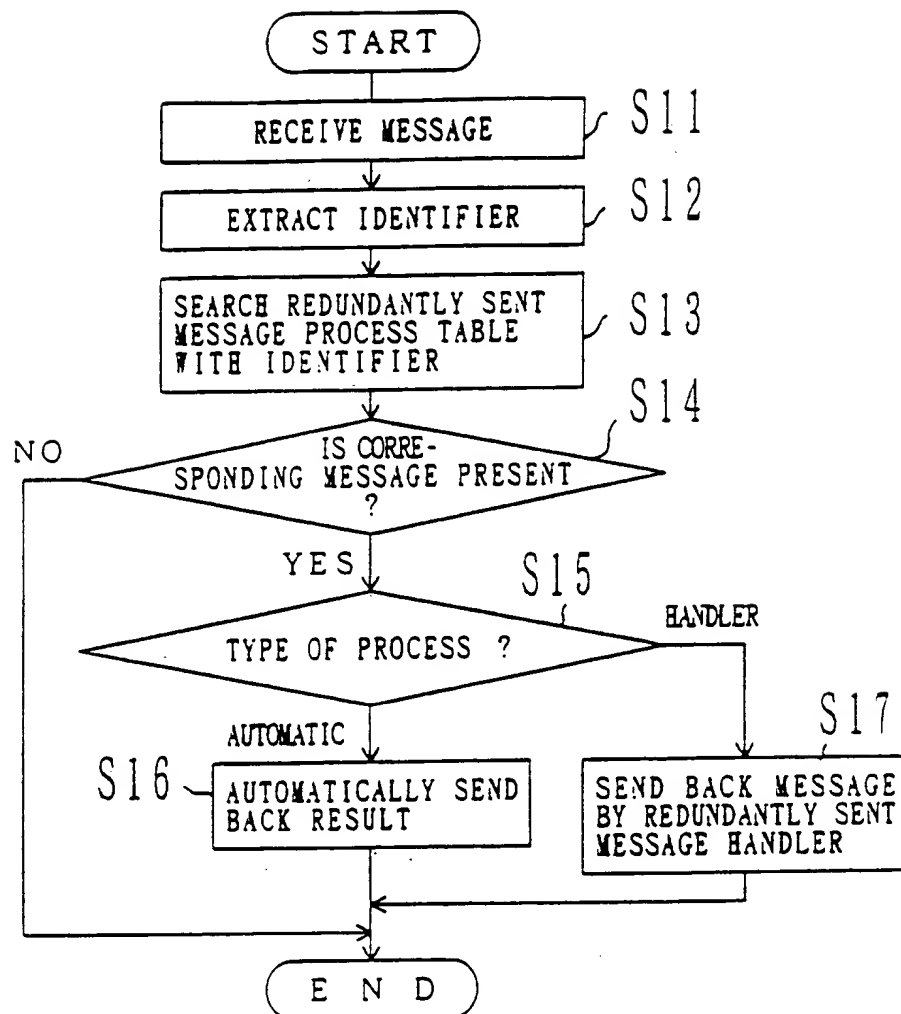 START
RECEIVE MESSAGE
S11
EXTRACT IDENTIFIER
S12
SEARCH REDUNDANTLY SENT
MESSAGE PROCESS TABLE
WITH IDENTIFIER
S13
S14
NO
IS CORRE-
SPONDING MESSAGE PRESENT
?
YES
S15
TYPE OF PROCESS ?
HANDLER
AUTOMATIC
S16
AUTOMATICALLY SEND
BACK RESULT
S17
SEND BACK MESSAGE
BY REDUNDANTLY SENT
MESSAGE HANDLER
END